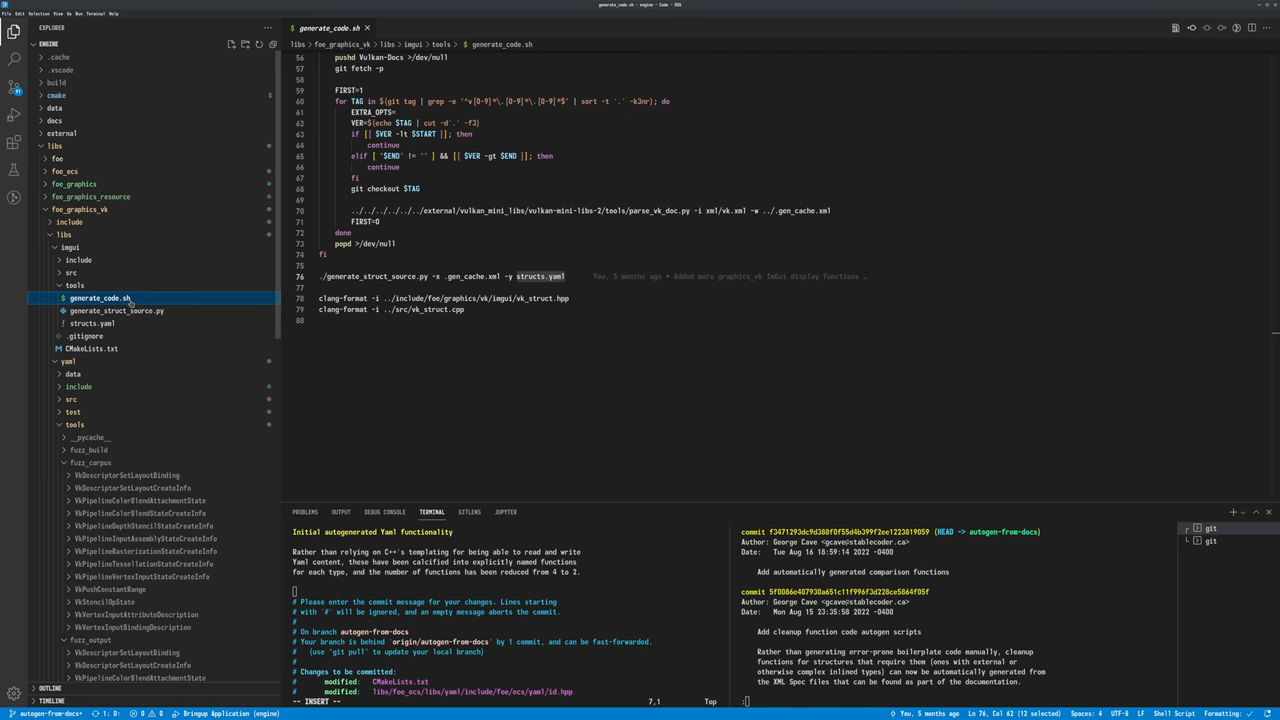 generate_code.sh - engine - Code - OSS
File Edit Selection View Go Run Terminal Help
EXPLORER
ENGINE
.cache
.vscode
build
cmake 3
data
docs
external
libs
foe
foe_ecs
foe_graphics
foe_graphics_resource
foe_graphics_vk
include
libs
imgui
include
src
tools
$ generate_code.sh
generate_struct_source.py
! structs.yaml
.gitignore
M CMakeLists.txt
yaml
data
include
src
test
tools
__pycache__
fuzz_build
fuzz_corpus
VkDescriptorSetLayoutBinding
VkDescriptorSetLayoutCreateInfo
VkPipelineColorBlendAttachmentState
VkPipelineColorBlendStateCreateInfo
VkPipelineDepthStencilStateCreateInfo
VkPipelineInputAssemblyStateCreateInfo
VkPipelineRasterizationStateCreateInfo
VkPipelineTessellationStateCreateInfo
VkPipelineVertexInputStateCreateInfo
VkPushConstantRange
VkStencilOpState
VkVertexInputAttributeDescription
VkVertexInputBindingDescription
fuzz_output
VkDescriptorSetLayoutBinding
VkDescriptorSetLayoutCreateInfo
VkPipelineColorBlendAttachmentState
OUTLINE
TIMELINE
$ generate_code.sh
libs > foe_graphics_vk > libs > imgui > tools > $ generate_code.sh
56 pushd Vulkan-Docs >/dev/null
57 git fetch -p
58
59 FIRST=1
60 for TAG in $(git tag | grep -e '^v[0-9]*\.[0-9]*\.[0-9]*$' | sort -t '.' -k3nr); do
61 EXTRA_OPTS=
62 VER=$(echo $TAG | cut -d'.' -f3)
63 if [[ $VER -lt $START ]]; then
64 continue
65 elif [ "$END" != "" ] && [[ $VER -gt $END ]]; then
66 continue
67 fi
68 git checkout $TAG
69
70 ../../../../../../external/vulkan_mini_libs/vulkan-mini-libs-2/tools/parse_vk_doc.py -i xml/vk.xml -w ../.gen_cache.xml
71 FIRST=0
72 done
73 popd >/dev/null
74 fi
75
76 ./generate_struct_source.py -x .gen_cache.xml -y structs.yaml You, 5 months ago • Added more graphics_vk ImGui display functions …
77
78 clang-format -i ../include/foe/graphics/vk/imgui/vk_struct.hpp
79 clang-format -i ../src/vk_struct.cpp
80
PROBLEMS OUTPUT DEBUG CONSOLE TERMINAL GITLENS JUPYTER
Initial autogenerated Yaml functionality
Rather than relying on C++'s templating for being able to read and write
Yaml content, these have been calcified into explicitly named functions
for each type, and the number of functions has been reduced from 4 to 2.
# Please enter the commit message for your changes. Lines starting
# with '#' will be ignored, and an empty message aborts the commit.
#
# On branch autogen-from-docs
# Your branch is behind 'origin/autogen-from-docs' by 1 commit, and can be fast-forwarded.
# (use "git pull" to update your local branch)
#
# Changes to be committed:
# modified: CMakeLists.txt
# modified: libs/foe_ecs/libs/yaml/include/foe/ecs/yaml/id.hpp
-- INSERT -- 7,1 Top
commit f3471293dc9d388f0f55d4b399f2ee1223819059 (HEAD -> autogen-from-docs)
Author: George Cave <gcave@stablecoder.ca>
Date: Tue Aug 16 18:59:14 2022 -0400
Add automatically generated comparison functions
commit 5f0086e407930a651c11f996f3d228ce5864f05f
Author: George Cave <gcave@stablecoder.ca>
Date: Mon Aug 15 23:35:58 2022 -0400
Add cleanup function code autogen scripts
Rather than generating error-prone boilerplate code manually, cleanup
functions for structures that require them (ones with external or
otherwise complex inlined types) can now be automatically generated from
the XML Spec files that can be found as part of the documentation.
:
git
git
autogen-from-docs+ 1↓ 0↑ 0 0 Bringup Application (engine)
You, 5 months ago Ln 76, Col 62 (12 selected) Spaces: 4 UTF-8 LF Shell Script Formatting: ✓